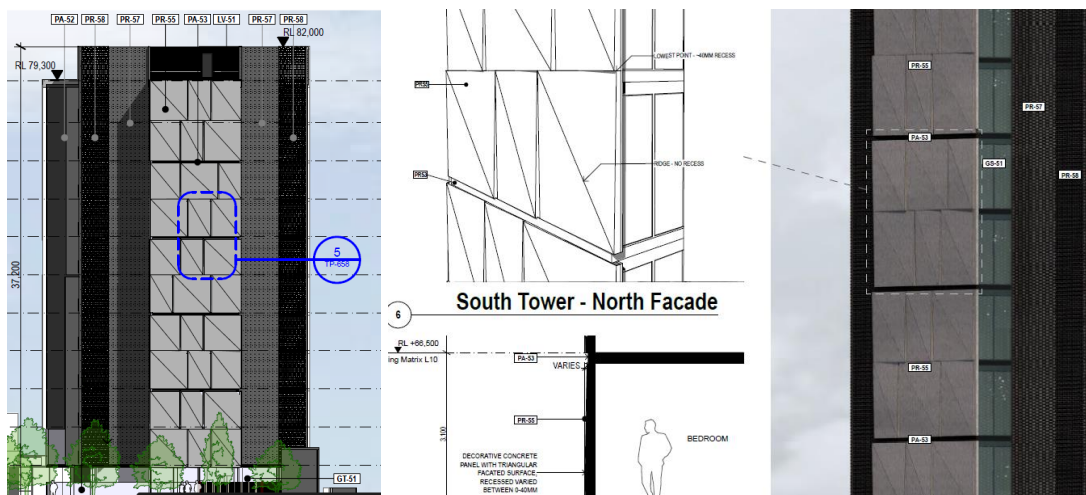 PA-52 PR-58 PR-57 PR-55 PA-53 LV-51 PR-57 PR-58
RL 82,000
RL 79,300
37,200
5
TP-658
GT-51
LOWEST POINT - ~40MM RECESS
RIDGE - NO RECESS
South Tower - North Facade
6
RL +66,500
ing Matrix L10
PA-53
VARIES
PR-55
3,100
BEDROOM
DECORATIVE CONCRETE
PANEL WITH TRIANGULAR
FACATED SURFACE,
RECESSED VARIED
BETWEEN 0-40MM
PR-55
PR-57
PA-53
GS-51
PR-58
PR-55
PA-53